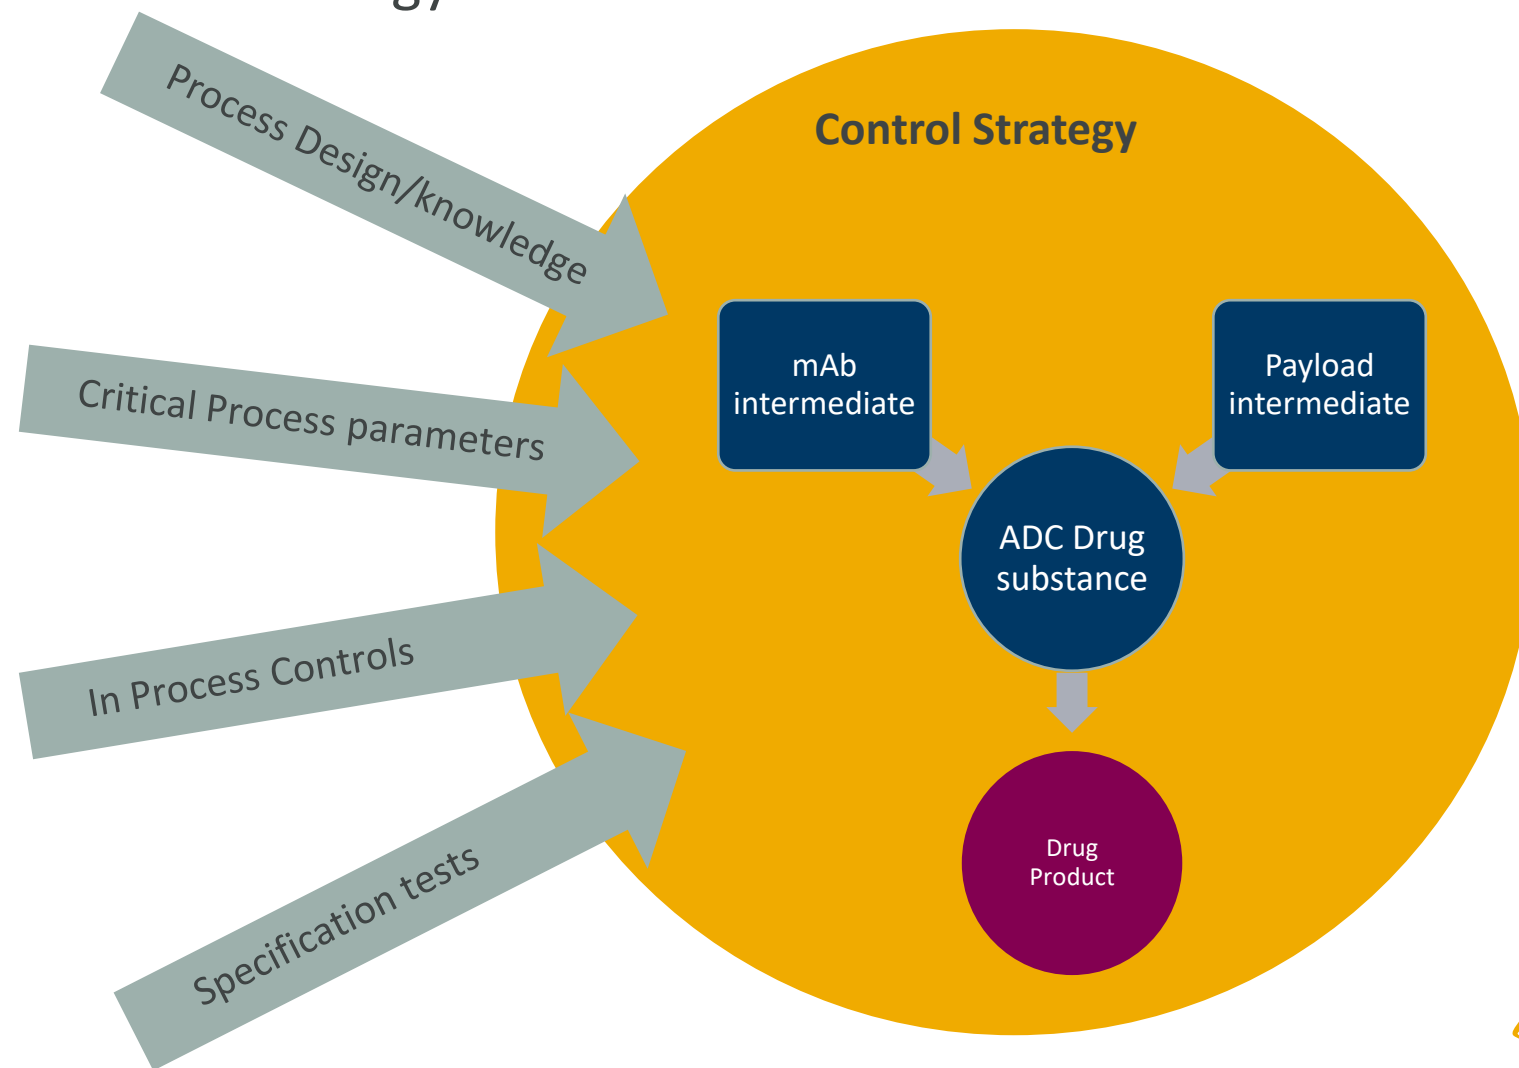 Control Strategy
Process Design/knowledge
Critical Process parameters
In Process Controls
Specification tests
mAb
intermediate
Payload
intermediate
ADC Drug
substance
Drug
Product